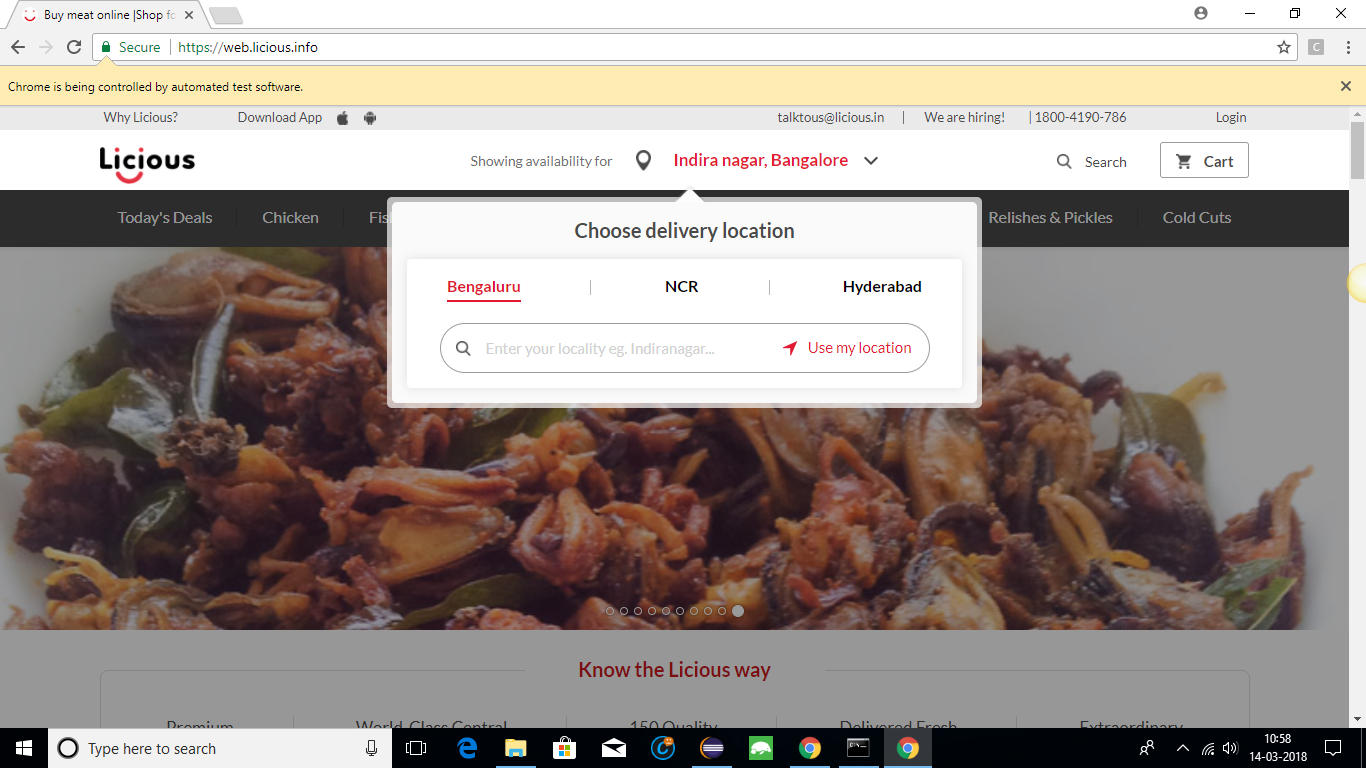 Buy meat online |Shop fo
Secure https://web.licious.info
C
Chrome is being controlled by automated test software.
Why Licious? Download App talktous@licious.in | We are hiring! | 1800-4190-786 Login
Licious Showing availability for Indira nagar, Bangalore Search Cart
Today's Deals Chicken Relishes & Pickles Cold Cuts
Choose delivery location
Bengaluru | NCR | Hyderabad
Enter your locality eg. Indiranagar... Use my location
Know the Licious way
Premium World-Class Central 150 Quality Delivered Fresh Extraordinary
Type here to search
10:58
14-03-2018